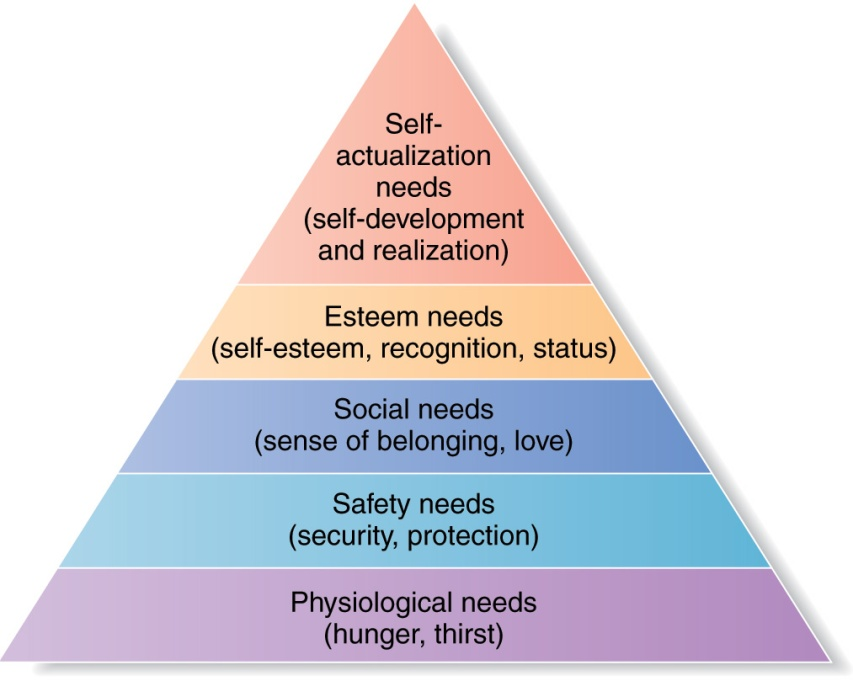 Self-
actualization
needs
(self-development
and realization)
Esteem needs
(self-esteem, recognition, status)
Social needs
(sense of belonging, love)
Safety needs
(security, protection)
Physiological needs
(hunger, thirst)